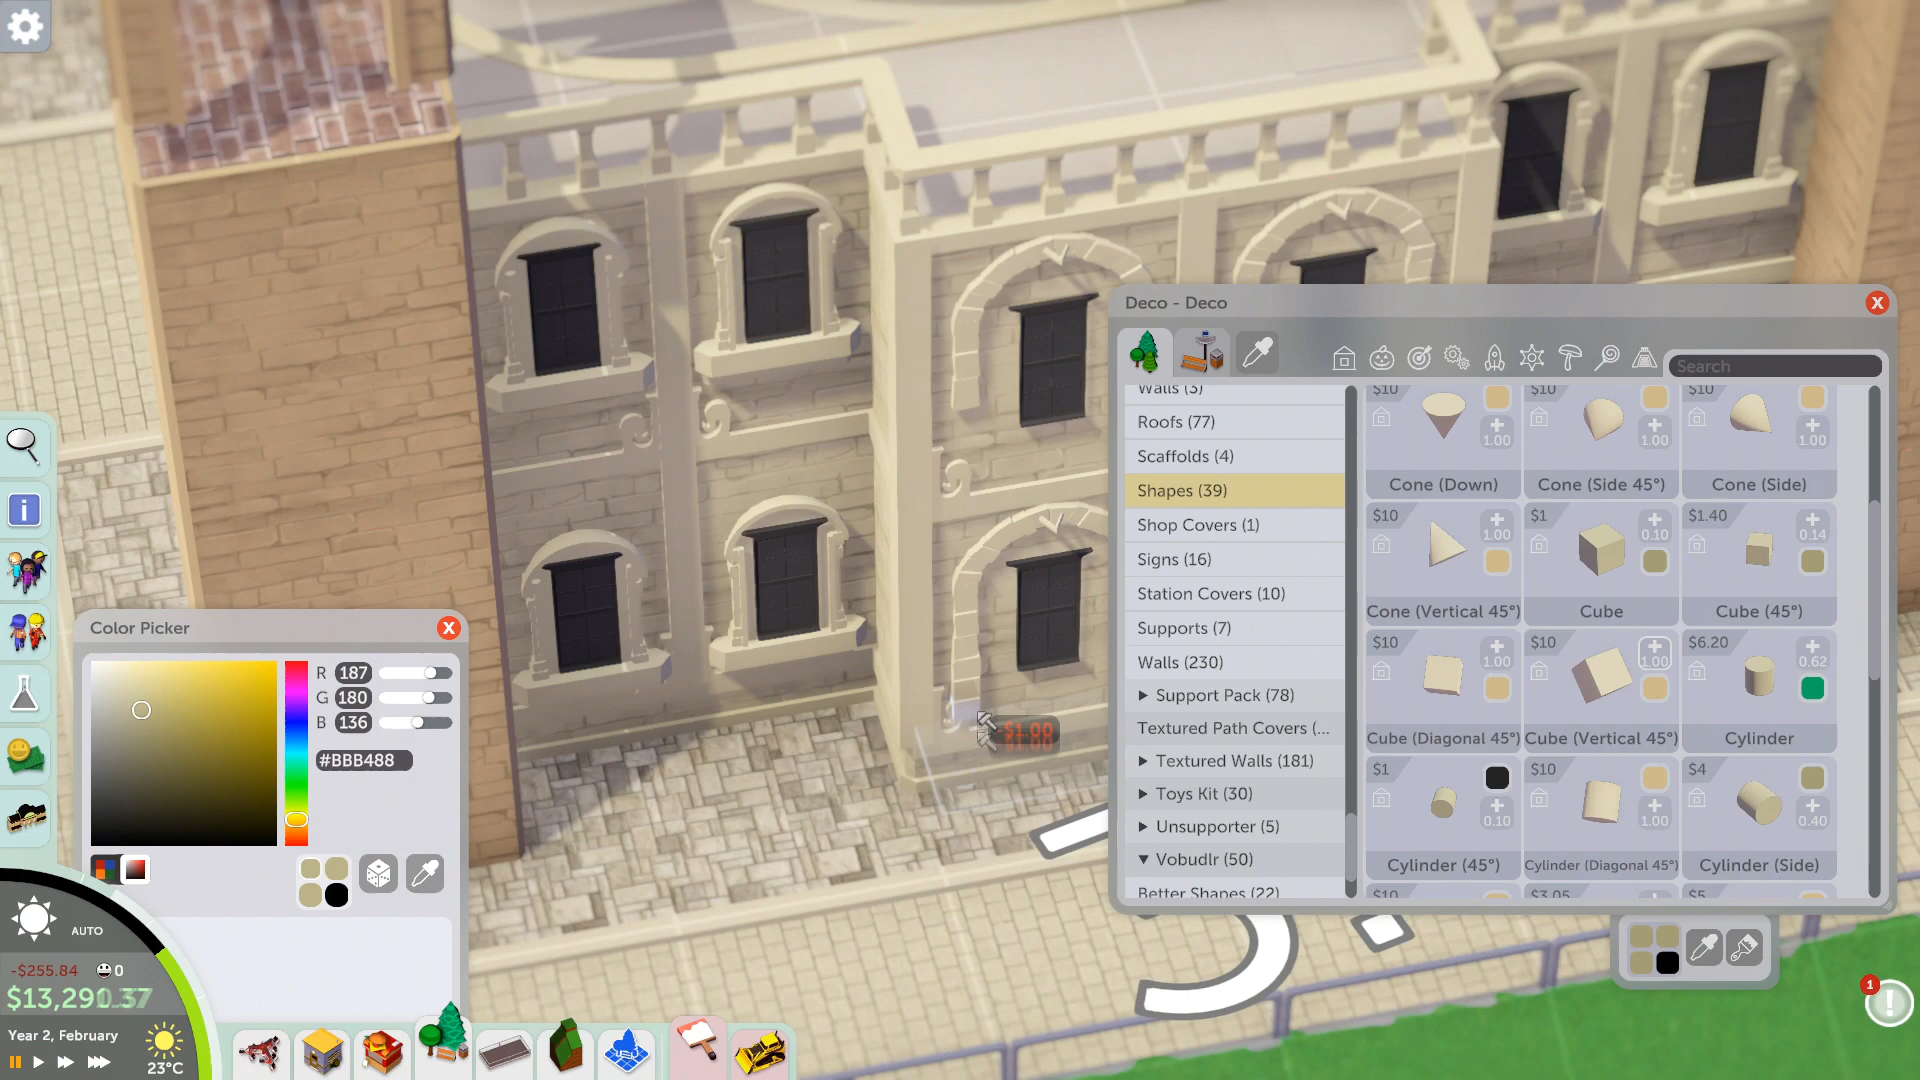 Deco - Deco
Search
Walls (3)
Roofs (77)
Scaffolds (4)
Shapes (39)
Shop Covers (1)
Signs (16)
Station Covers (10)
Supports (7)
Walls (230)
Support Pack (78)
Textured Path Covers (...
Textured Walls (181)
Toys Kit (30)
Unsupporter (5)
Vobudlr (50)
Better Shapes (22)
$10
1.00
Cone (Down)
$10
1.00
Cone (Side 45°)
$10
1.00
Cone (Side)
$10
1.00
Cone (Vertical 45°)
$1
0.10
Cube
$1.40
0.14
Cube (45°)
$10
1.00
Cube (Diagonal 45°)
$10
1.00
Cube (Vertical 45°)
$6.20
0.62
Cylinder
$1
0.10
Cylinder (45°)
$10
1.00
Cylinder (Diagonal 45°)
$4
0.40
Cylinder (Side)
$10
$3.05
$5
-$1.00
Color Picker
R 187
G 180
B 136
#BBB488
AUTO
-$255.84
0
Year 2, February
23°C
1